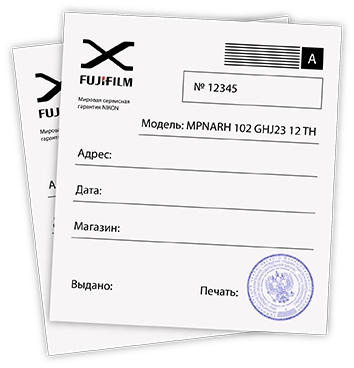 FUJIFILM
Мировая сервисная
гарантия NIKON
A
№ 12345
Модель: MPNARH 102 GHJ23 12 TH
Адрес:
Дата:
Магазин:
Выдано:
Печать: